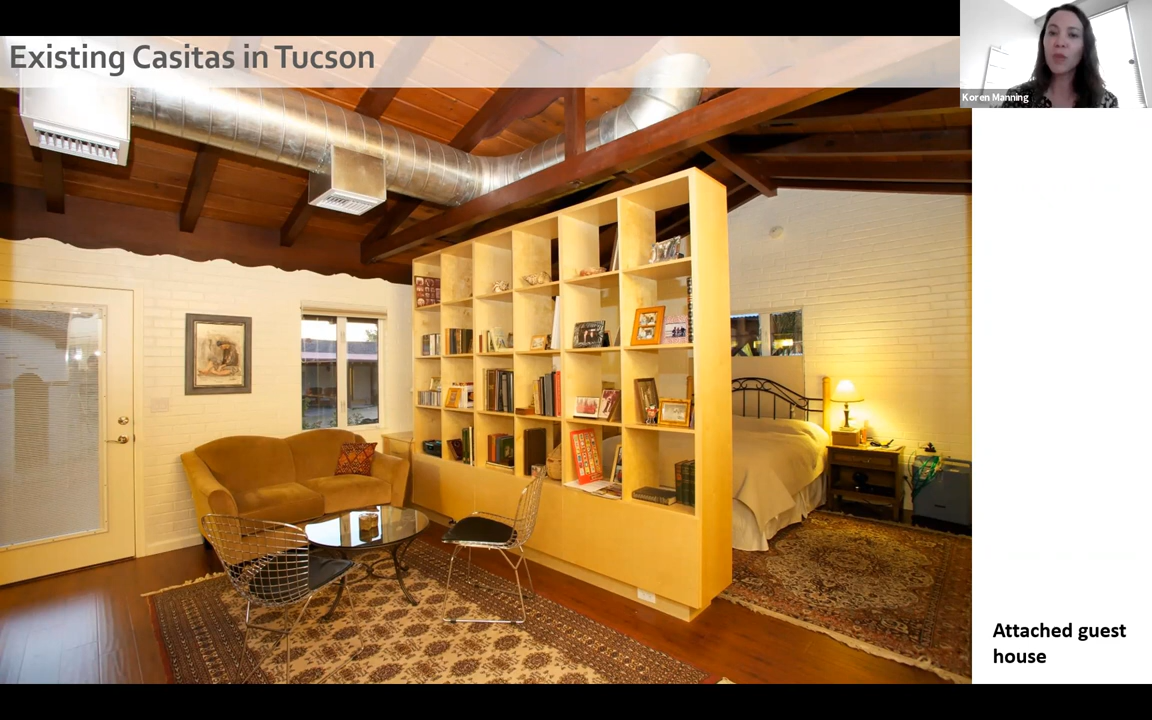 Existing Casitas in Tucson
Koren Manning
Attached guest
house